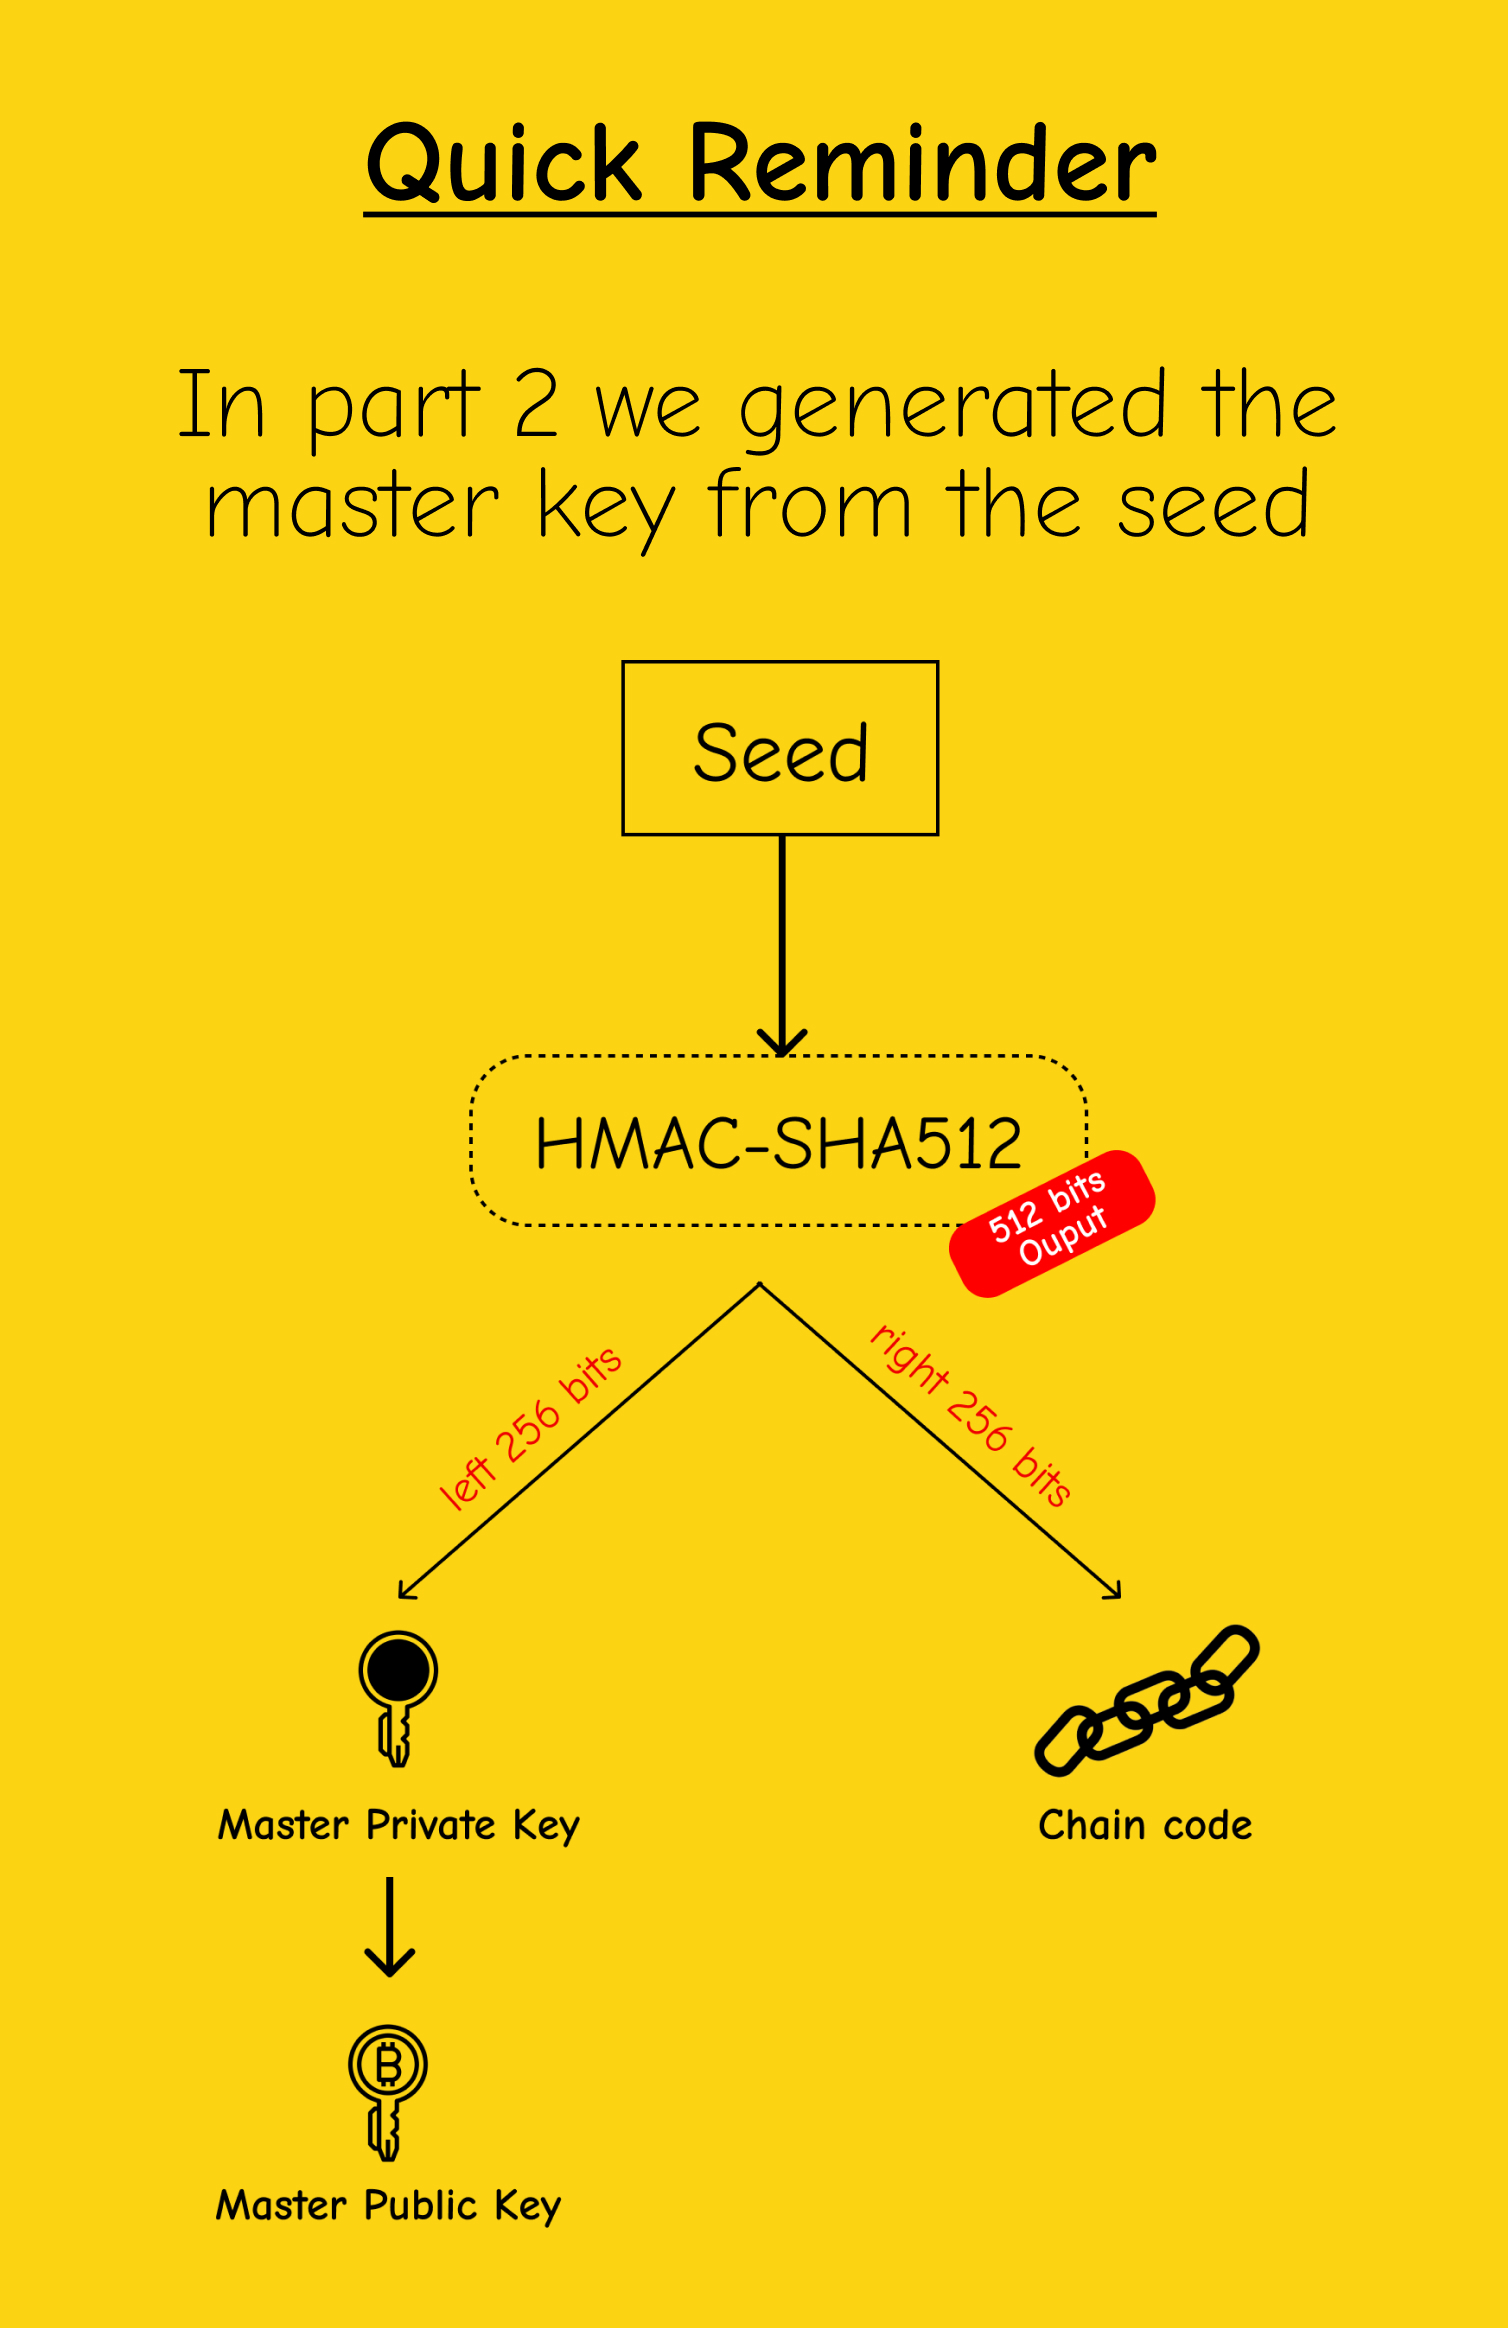 Quick Reminder
In part 2 we generated the
master key from the seed
Seed
HMAC-SHA512
512 bits
Ouput
left 256 bits
right 256 bits
Master Private Key
Chain code
Master Public Key